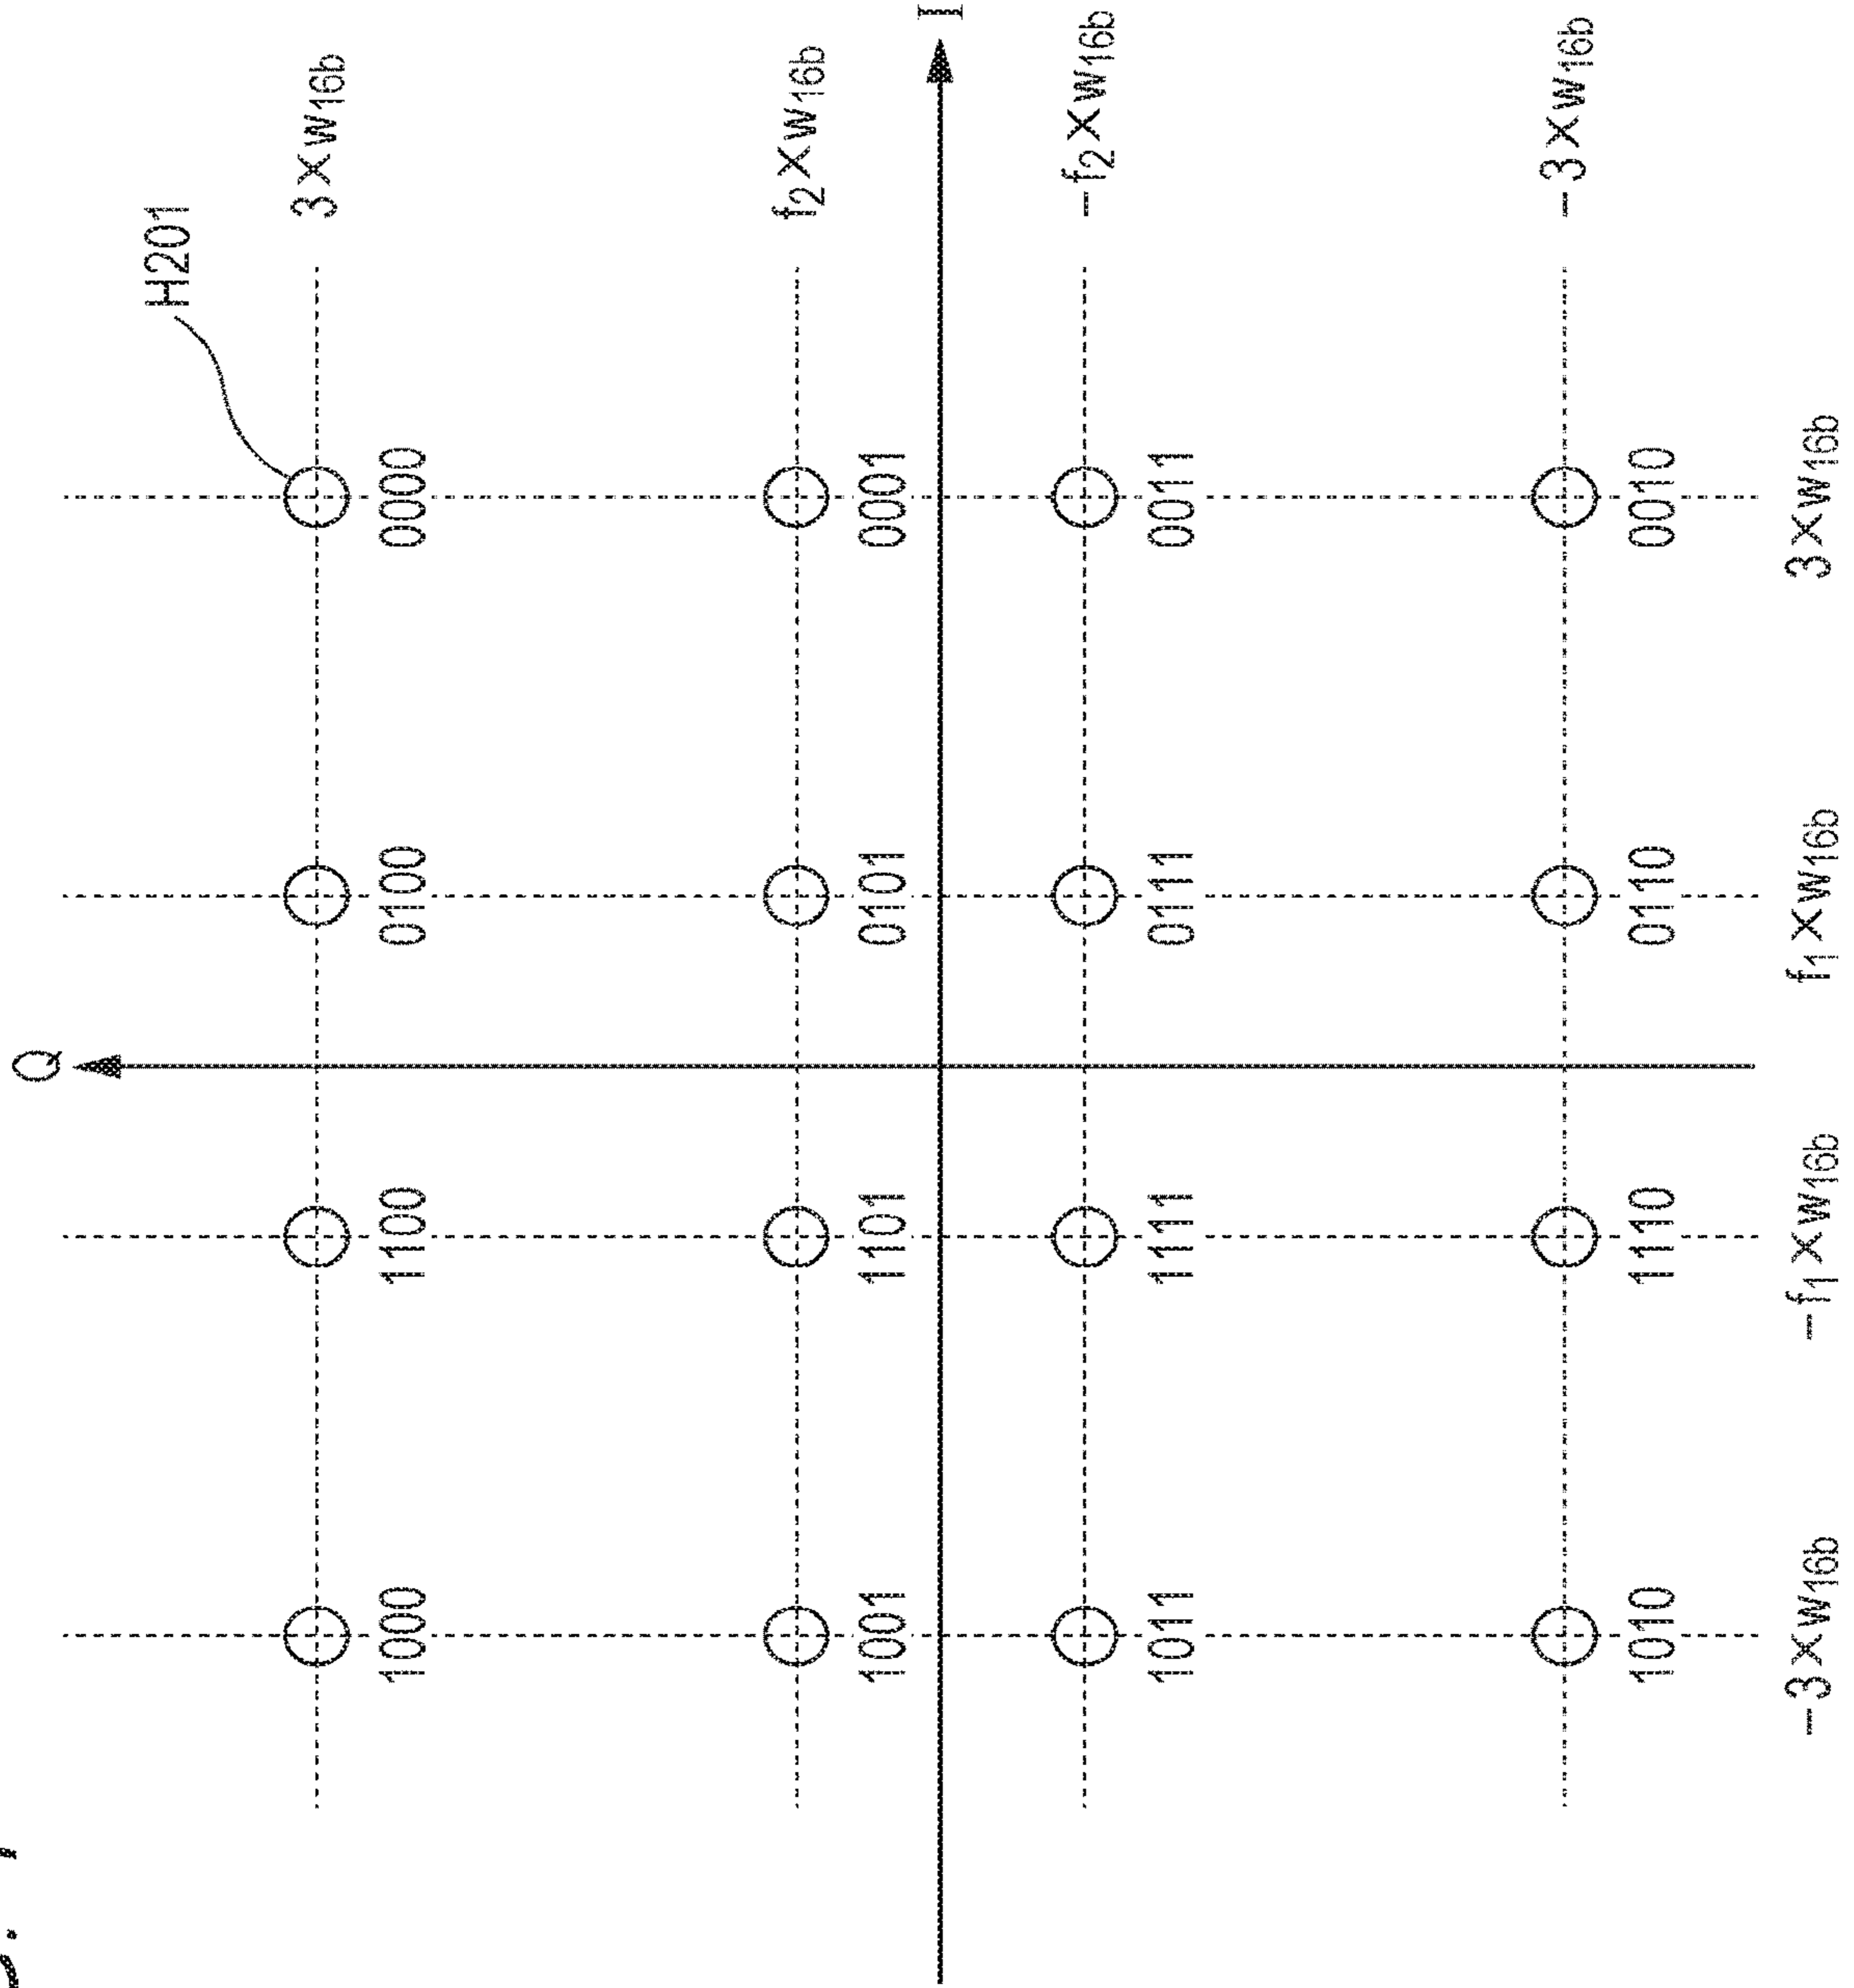 Q
H201
3×w₁₆b
1000 1100 0100 0000
f₂×w₁₆b
1001 1101 0101 0001
I
−f₂×w₁₆b
1011 1111 0111 0011
−3×w₁₆b
1010 1110 0110 0010
−3×w₁₆b −f₁×w₁₆b f₁×w₁₆b 3×w₁₆b